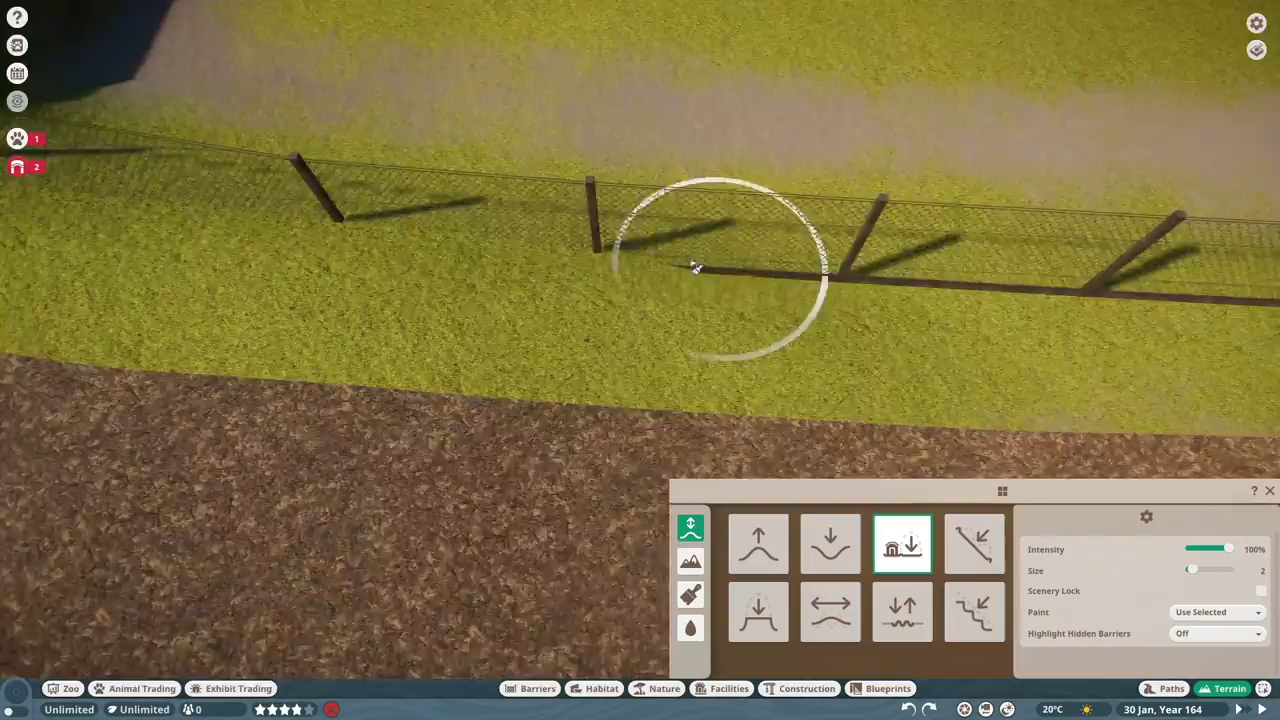 ?
1
2
?
Intensity 100%
Size 2
Scenery Lock
Paint Use Selected
Highlight Hidden Barriers Off
Zoo Animal Trading Exhibit Trading Barriers Habitat Nature Facilities Construction Blueprints Paths Terrain
Unlimited Unlimited 0 20°C 30 Jan, Year 164